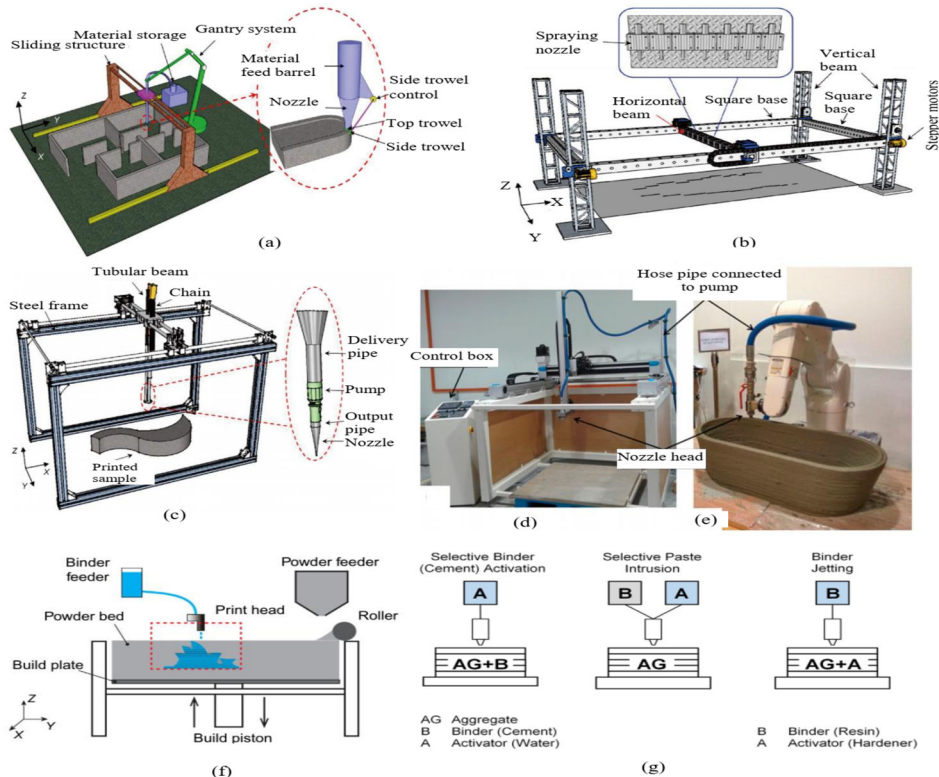 Sliding structure
Material storage
Gantry system
Material
feed barrel
Nozzle
Side trowel
control
Top trowel
Side trowel
Z
Y
X
(a)
Spraying
nozzle
Horizontal
beam
Square base
Vertical
beam
Square
base
Stepper motors
Z
X
Y
(b)
Tubular beam
Chain
Steel frame
Delivery
pipe
Pump
Output
pipe
Nozzle
Printed
sample
Z
X
Y
(c)
Hose pipe connected
to pump
Control box
Nozzle head
(d)
(e)
Binder
feeder
Powder feeder
Print head
Roller
Powder bed
Build plate
Build piston
Z
Y
X
(f)
Selective Binder
(Cement) Activation
A
AG+B
Selective Paste
Intrusion
B
A
AG
Binder
Jetting
B
AG+A
AG Aggregate
B Binder (Cement)
A Activator (Water)
B Binder (Resin)
A Activator (Hardener)
(g)